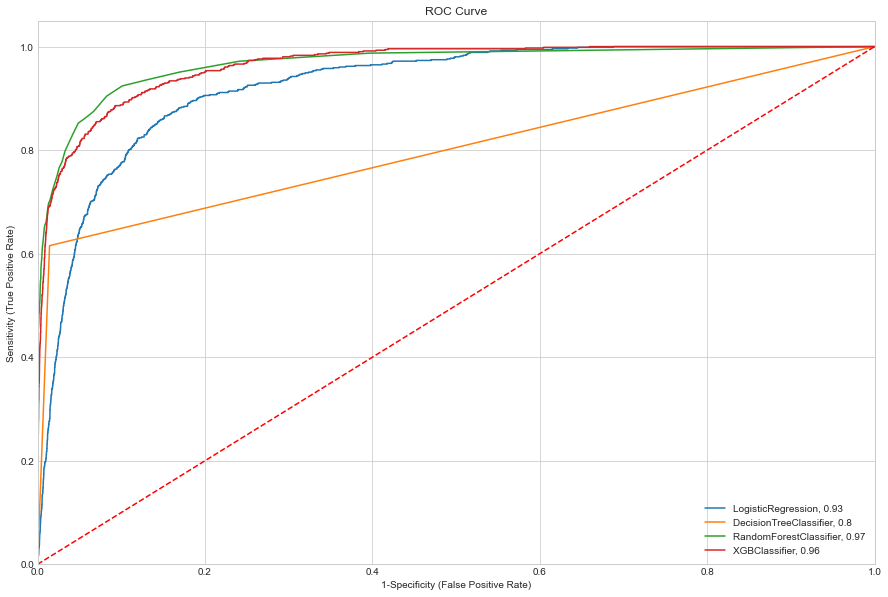 ROC Curve
1.0
0.8
0.6
0.4
0.2
0.0
Sensitivity (True Positive Rate)
LogisticRegression, 0.93
DecisionTreeClassifier, 0.8
RandomForestClassifier, 0.97
XGBClassifier, 0.96
0.0 0.2 0.4 0.6 0.8 1.0
1-Specificity (False Positive Rate)